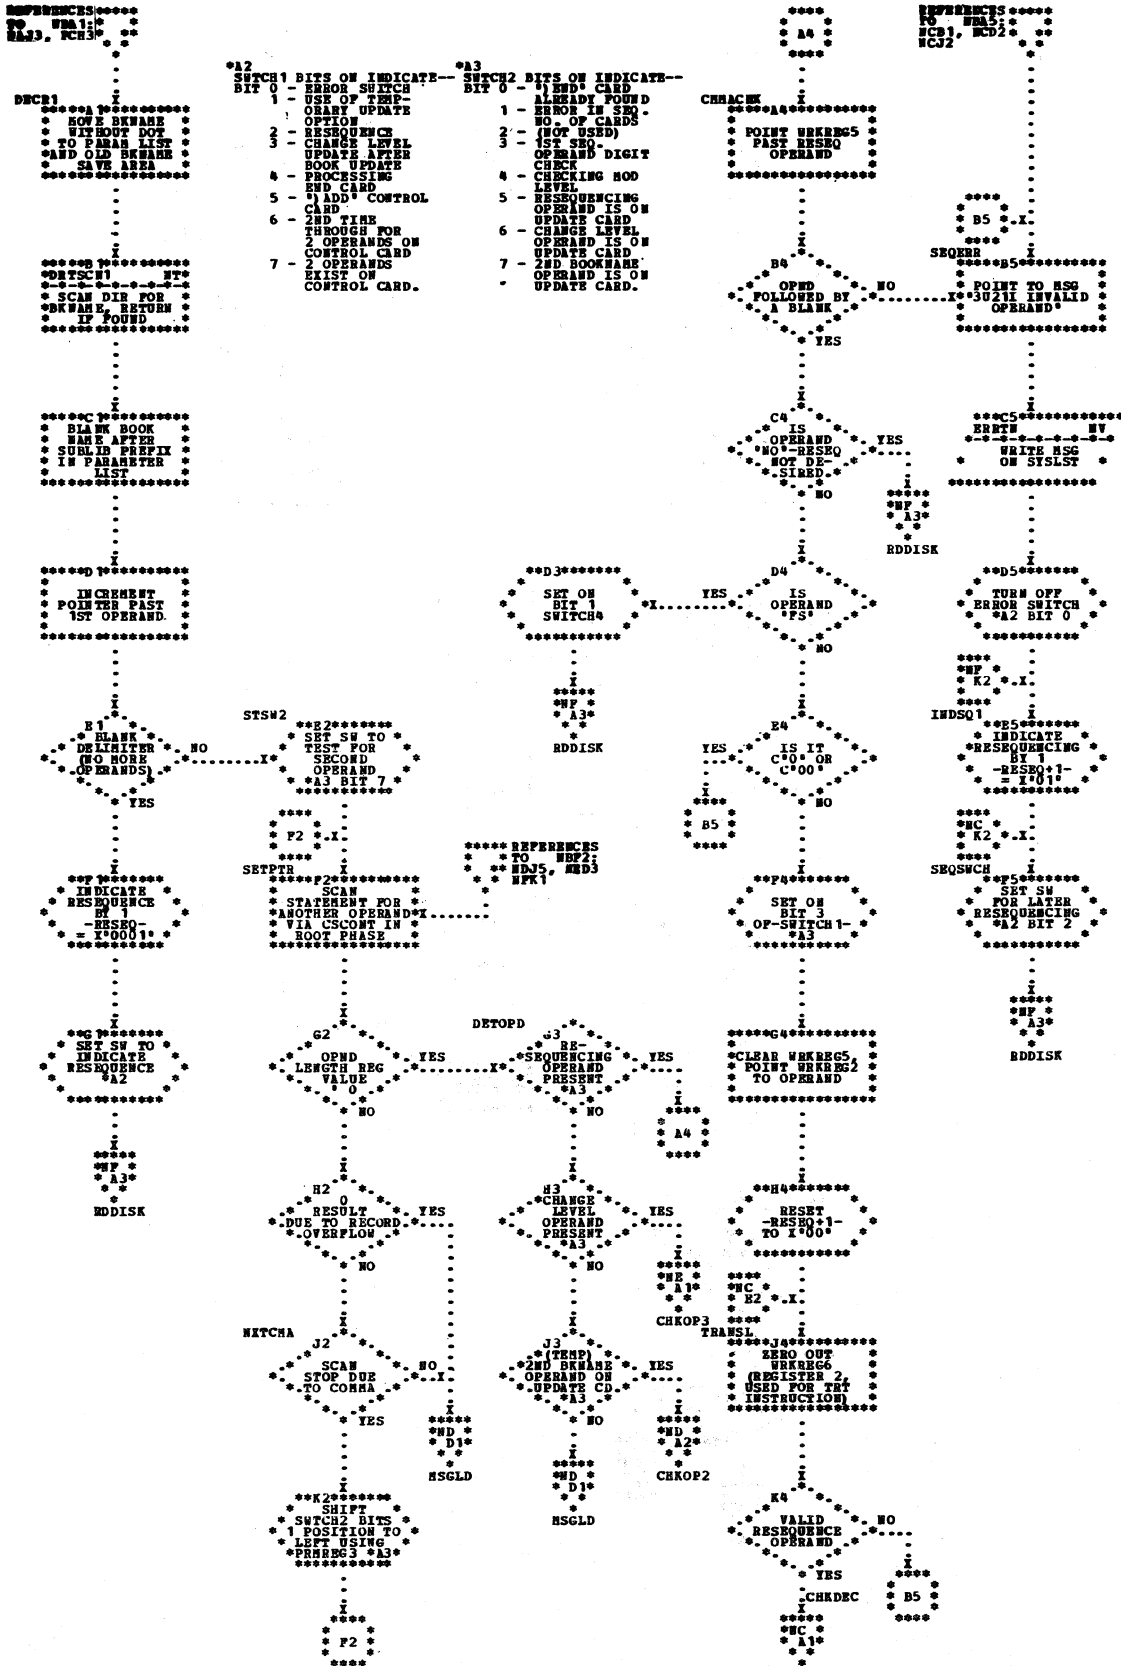 REFERENCES
TO NBA1:
NAJ3, NCH3
DECR1
A1
MOVE BKNAME
WITHOUT DOT
TO PARAM LIST
AND OLD BKNAME
SAVE AREA
B1
DRTSCN1 NT
SCAN DIR FOR
BKNAME, RETURN
IF FOUND
C1
BLANK BOOK
NAME AFTER
SUBLIB PREFIX
IN PARAMETER
LIST
D1
INCREMENT
POINTER PAST
1ST OPERAND.
E1
BLANK
DELIMITER
(NO MORE
OPERANDS)
NO
YES
F1
INDICATE
RESEQUENCE
BY 1
-RESEQ-
= X'0001'
G1
SET SW TO
INDICATE
RESEQUENCE
*A2
NF
A3
RDDISK
*A2
SWTCH1 BITS ON INDICATE--
BIT 0 - ERROR SWITCH
1 - USE OF TEMP-
ORARY UPDATE
OPTION
2 - RESEQUENCE
3 - CHANGE LEVEL
UPDATE AFTER
BOOK UPDATE
4 - PROCESSING
END CARD
5 - ') ADD' CONTROL
CARD
6 - 2ND TIME
THROUGH FOR
2 OPERANDS ON
CONTROL CARD
7 - 2 OPERANDS
EXIST ON
CONTROL CARD.
*A3
SWTCH2 BITS ON INDICATE--
BIT 0 - ') END' CARD
ALREADY FOUND
1 - ERROR IN SEQ.
NO. OF CARDS
2 - (NOT USED)
3 - 1ST SEQ.
OPERAND DIGIT
CHECK
4 - CHECKING MOD
LEVEL
5 - RESEQUENCING
OPERAND IS ON
UPDATE CARD
6 - CHANGE LEVEL
OPERAND IS ON
UPDATE CARD
7 - 2ND BOOKNAME
OPERAND IS ON
UPDATE CARD.
STSW2
E2
SET SW TO
TEST FOR
SECOND
OPERAND
*A3 BIT 7
F2
SETPTR
F2
SCAN
STATEMENT FOR
ANOTHER OPERAND
VIA CSCONT IN
ROOT PHASE
REFERENCES
TO NBF2:
NDJ5, NED3
NFK1
G2
OPND
LENGTH REG
VALUE
' 0
YES
NO
H2
0
RESULT
DUE TO RECORD
OVERFLOW
YES
NO
NXTCMA
J2
SCAN
STOP DUE
TO COMMA
NO
YES
ND
D1
MSGLD
K2
SHIFT
SWTCH2 BITS
1 POSITION TO
LEFT USING
PRMREG3 *A3
F2
D3
SET ON
BIT 1
SWITCH4
NF
A3
RDDISK
DETOPD
G3
RE-
SEQUENCING
OPERAND
PRESENT
*A3
YES
NO
A4
H3
CHANGE
LEVEL
OPERAND
PRESENT
*A3
YES
NO
NE
A1
CHKOP3
J3
(TEMP)
2ND BKNAME
OPERAND ON
UPDATE CD.
*A3
YES
NO
ND
A2
CHKOP2
ND
D1
MSGLD
A4
CHMACHK
A4
POINT WRKREG5
PAST RESEQ
OPERAND
B4
OPND
FOLLOWED BY
A BLANK
NO
YES
C4
IS
OPERAND
'NO'-RESEQ
NOT DE-
SIRED
YES
NO
NF
A3
RDDISK
D4
IS
OPERAND
'FS'
YES
NO
E4
IS IT
C'0' OR
C'00'
YES
NO
B5
F4
SET ON
BIT 3
OF-SWITCH1-
*A3
G4
CLEAR WRKREG5,
POINT WRKREG2
TO OPERAND
H4
RESET
-RESEQ+1-
TO X'00'
NC
E2
TRANSL
J4
ZERO OUT
WRKREG6
(REGISTER 2,
USED FOR TRT
INSTRUCTION)
K4
VALID
RESEQUENCE
OPERAND
NO
YES
B5
CHKDEC
NC
A1
REFERENCES
TO NBA5:
NCB1, NCD2
NCJ2
B5
SEQERR
B5
POINT TO MSG
'3U21I INVALID
OPERAND'
C5
ERRTN NV
WRITE MSG
ON SYSLST
D5
TURN OFF
ERROR SWITCH
*A2 BIT 0
NF
K2
INDSQ1
E5
INDICATE
RESEQUENCING
BY 1
-RESEQ+1-
= X'01'
NC
K2
SEQSWCH
F5
SET SW
FOR LATER
RESEQUENCING
*A2 BIT 2
NF
A3
RDDISK